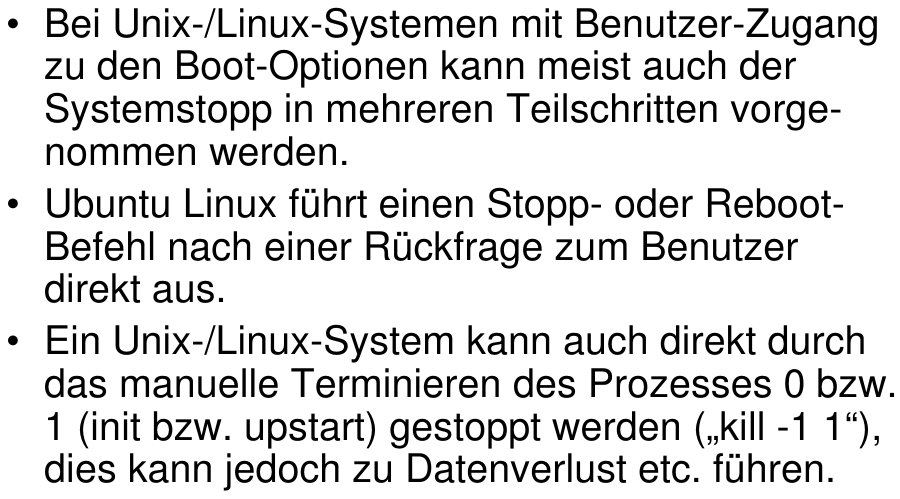 • Bei Unix-/Linux-Systemen mit Benutzer-Zugang
zu den Boot-Optionen kann meist auch der
Systemstopp in mehreren Teilschritten vorge-
nommen werden.
• Ubuntu Linux führt einen Stopp- oder Reboot-
Befehl nach einer Rückfrage zum Benutzer
direkt aus.
• Ein Unix-/Linux-System kann auch direkt durch
das manuelle Terminieren des Prozesses 0 bzw.
1 (init bzw. upstart) gestoppt werden („kill -1 1“),
dies kann jedoch zu Datenverlust etc. führen.